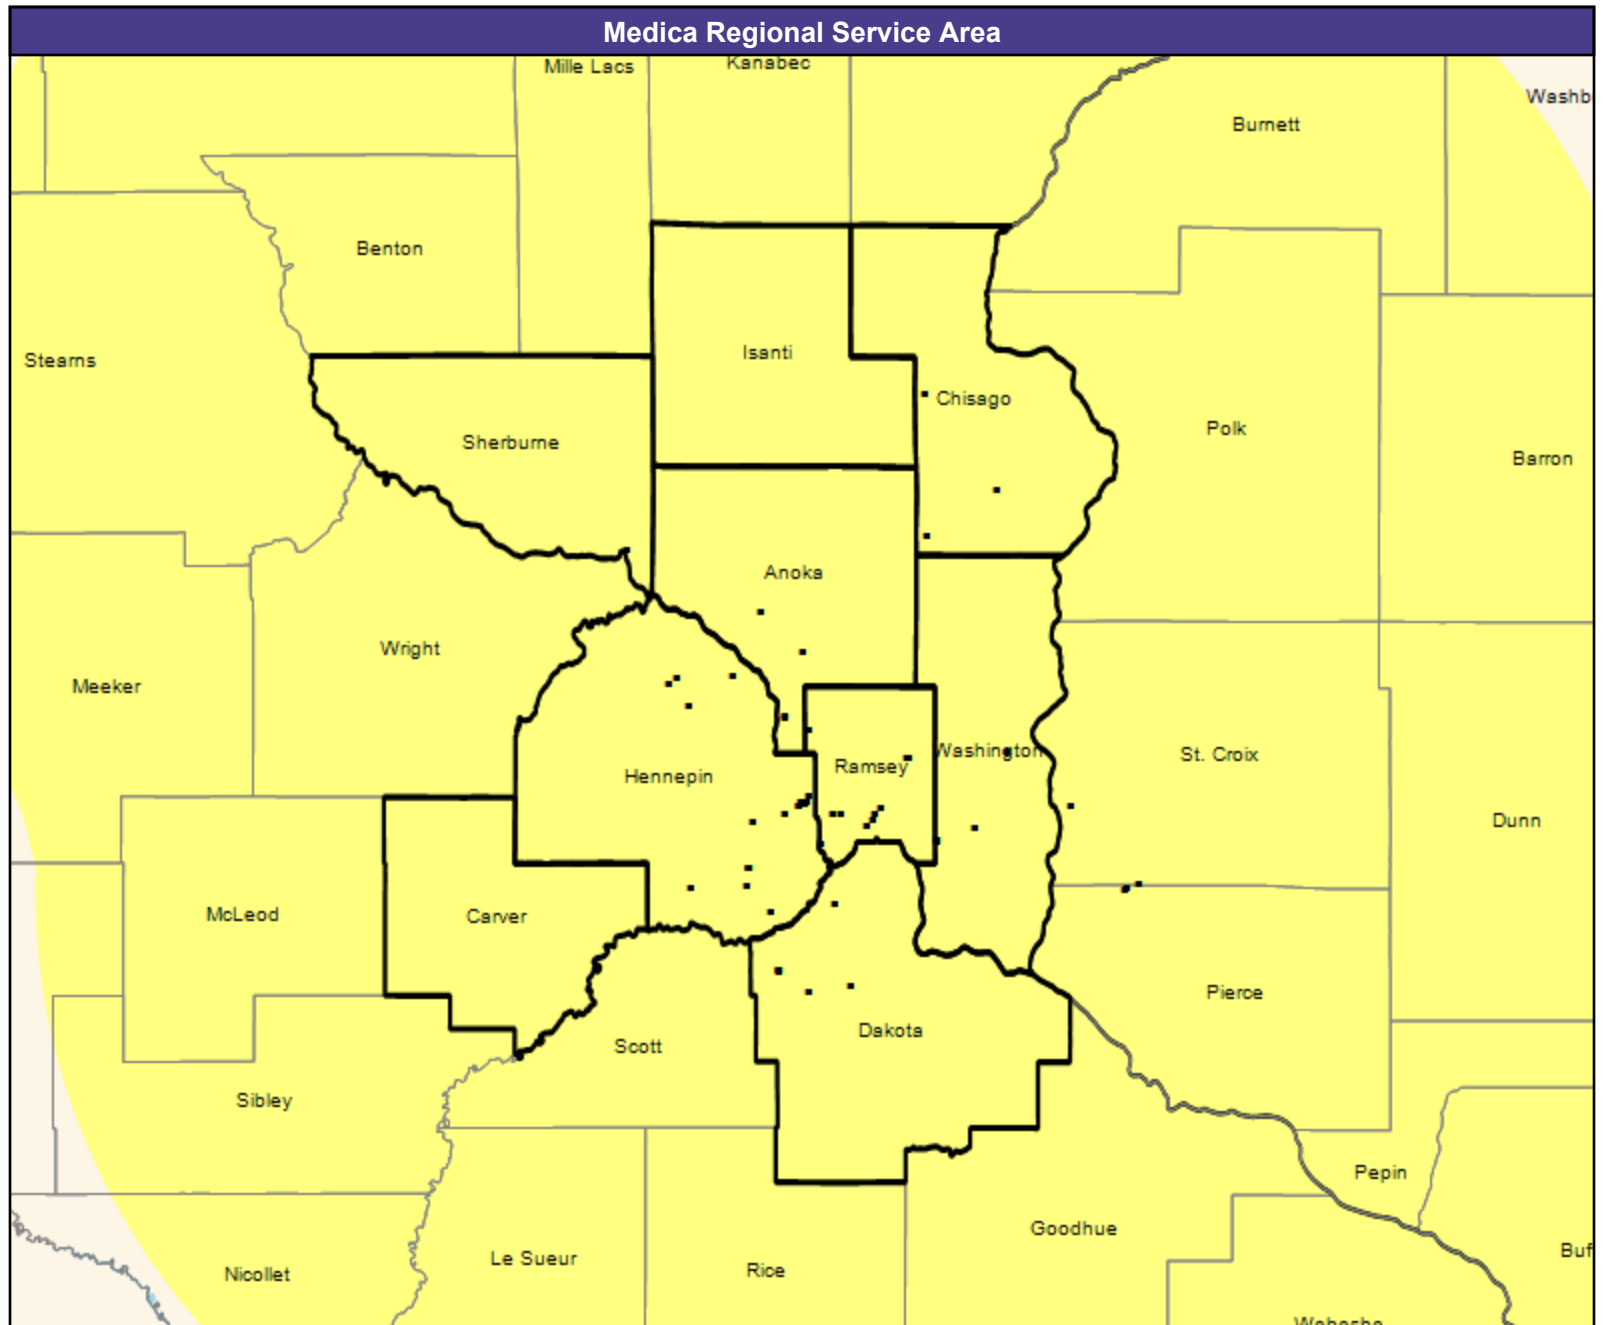 Medica Regional Service Area
Mille Lacs
Kanabec
Washb
Burnett
Benton
Isanti
Stearns
Chisago
Sherburne
Polk
Barron
Anoka
Wright
Meeker
Washington
St. Croix
Ramsey
Hennepin
Dunn
McLeod
Carver
Pierce
Dakota
Scott
Sibley
Pepin
Goodhue
Buf
Le Sueur
Rice
Nicollet